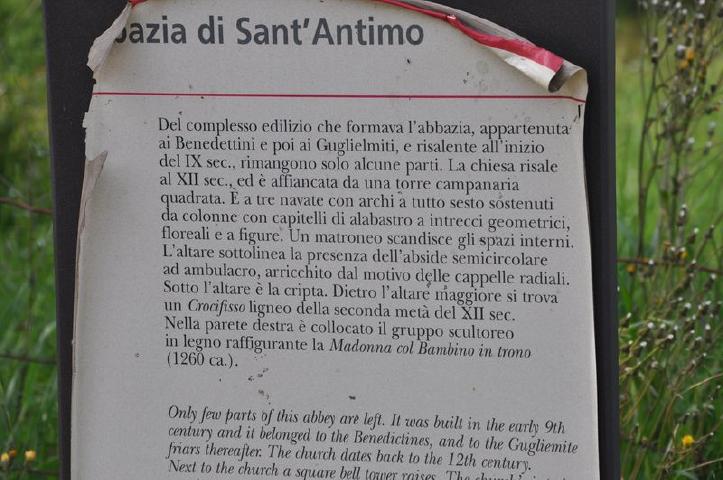 bazia di Sant'Antimo
Del complesso edilizio che formava l'abbazia, appartenuta
ai Benedettini e poi ai Guglielmiti, e risalente all'inizio
del IX sec., rimangono solo alcune parti. La chiesa risale
al XII sec., ed è affiancata da una torre campanaria
quadrata. È a tre navate con archi a tutto sesto sostenuti
da colonne con capitelli di alabastro a intrecci geometrici,
floreali e a figure. Un matroneo scandisce gli spazi interni.
L'altare sottolinea la presenza dell'abside semicircolare
ad ambulacro, arricchito dal motivo delle cappelle radiali.
Sotto l'altare è la cripta. Dietro l'altare maggiore si trova
un Crocifisso ligneo della seconda metà del XII sec.
Nella parete destra è collocato il gruppo scultoreo
in legno raffigurante la Madonna col Bambino in trono
(1260 ca.).
Only few parts of this abbey are left. It was built in the early 9th
century and it belonged to the Benedictines, and to the Gugliemite
friars thereafter. The church dates back to the 12th century.
Next to the church a square bell tower raises. The church